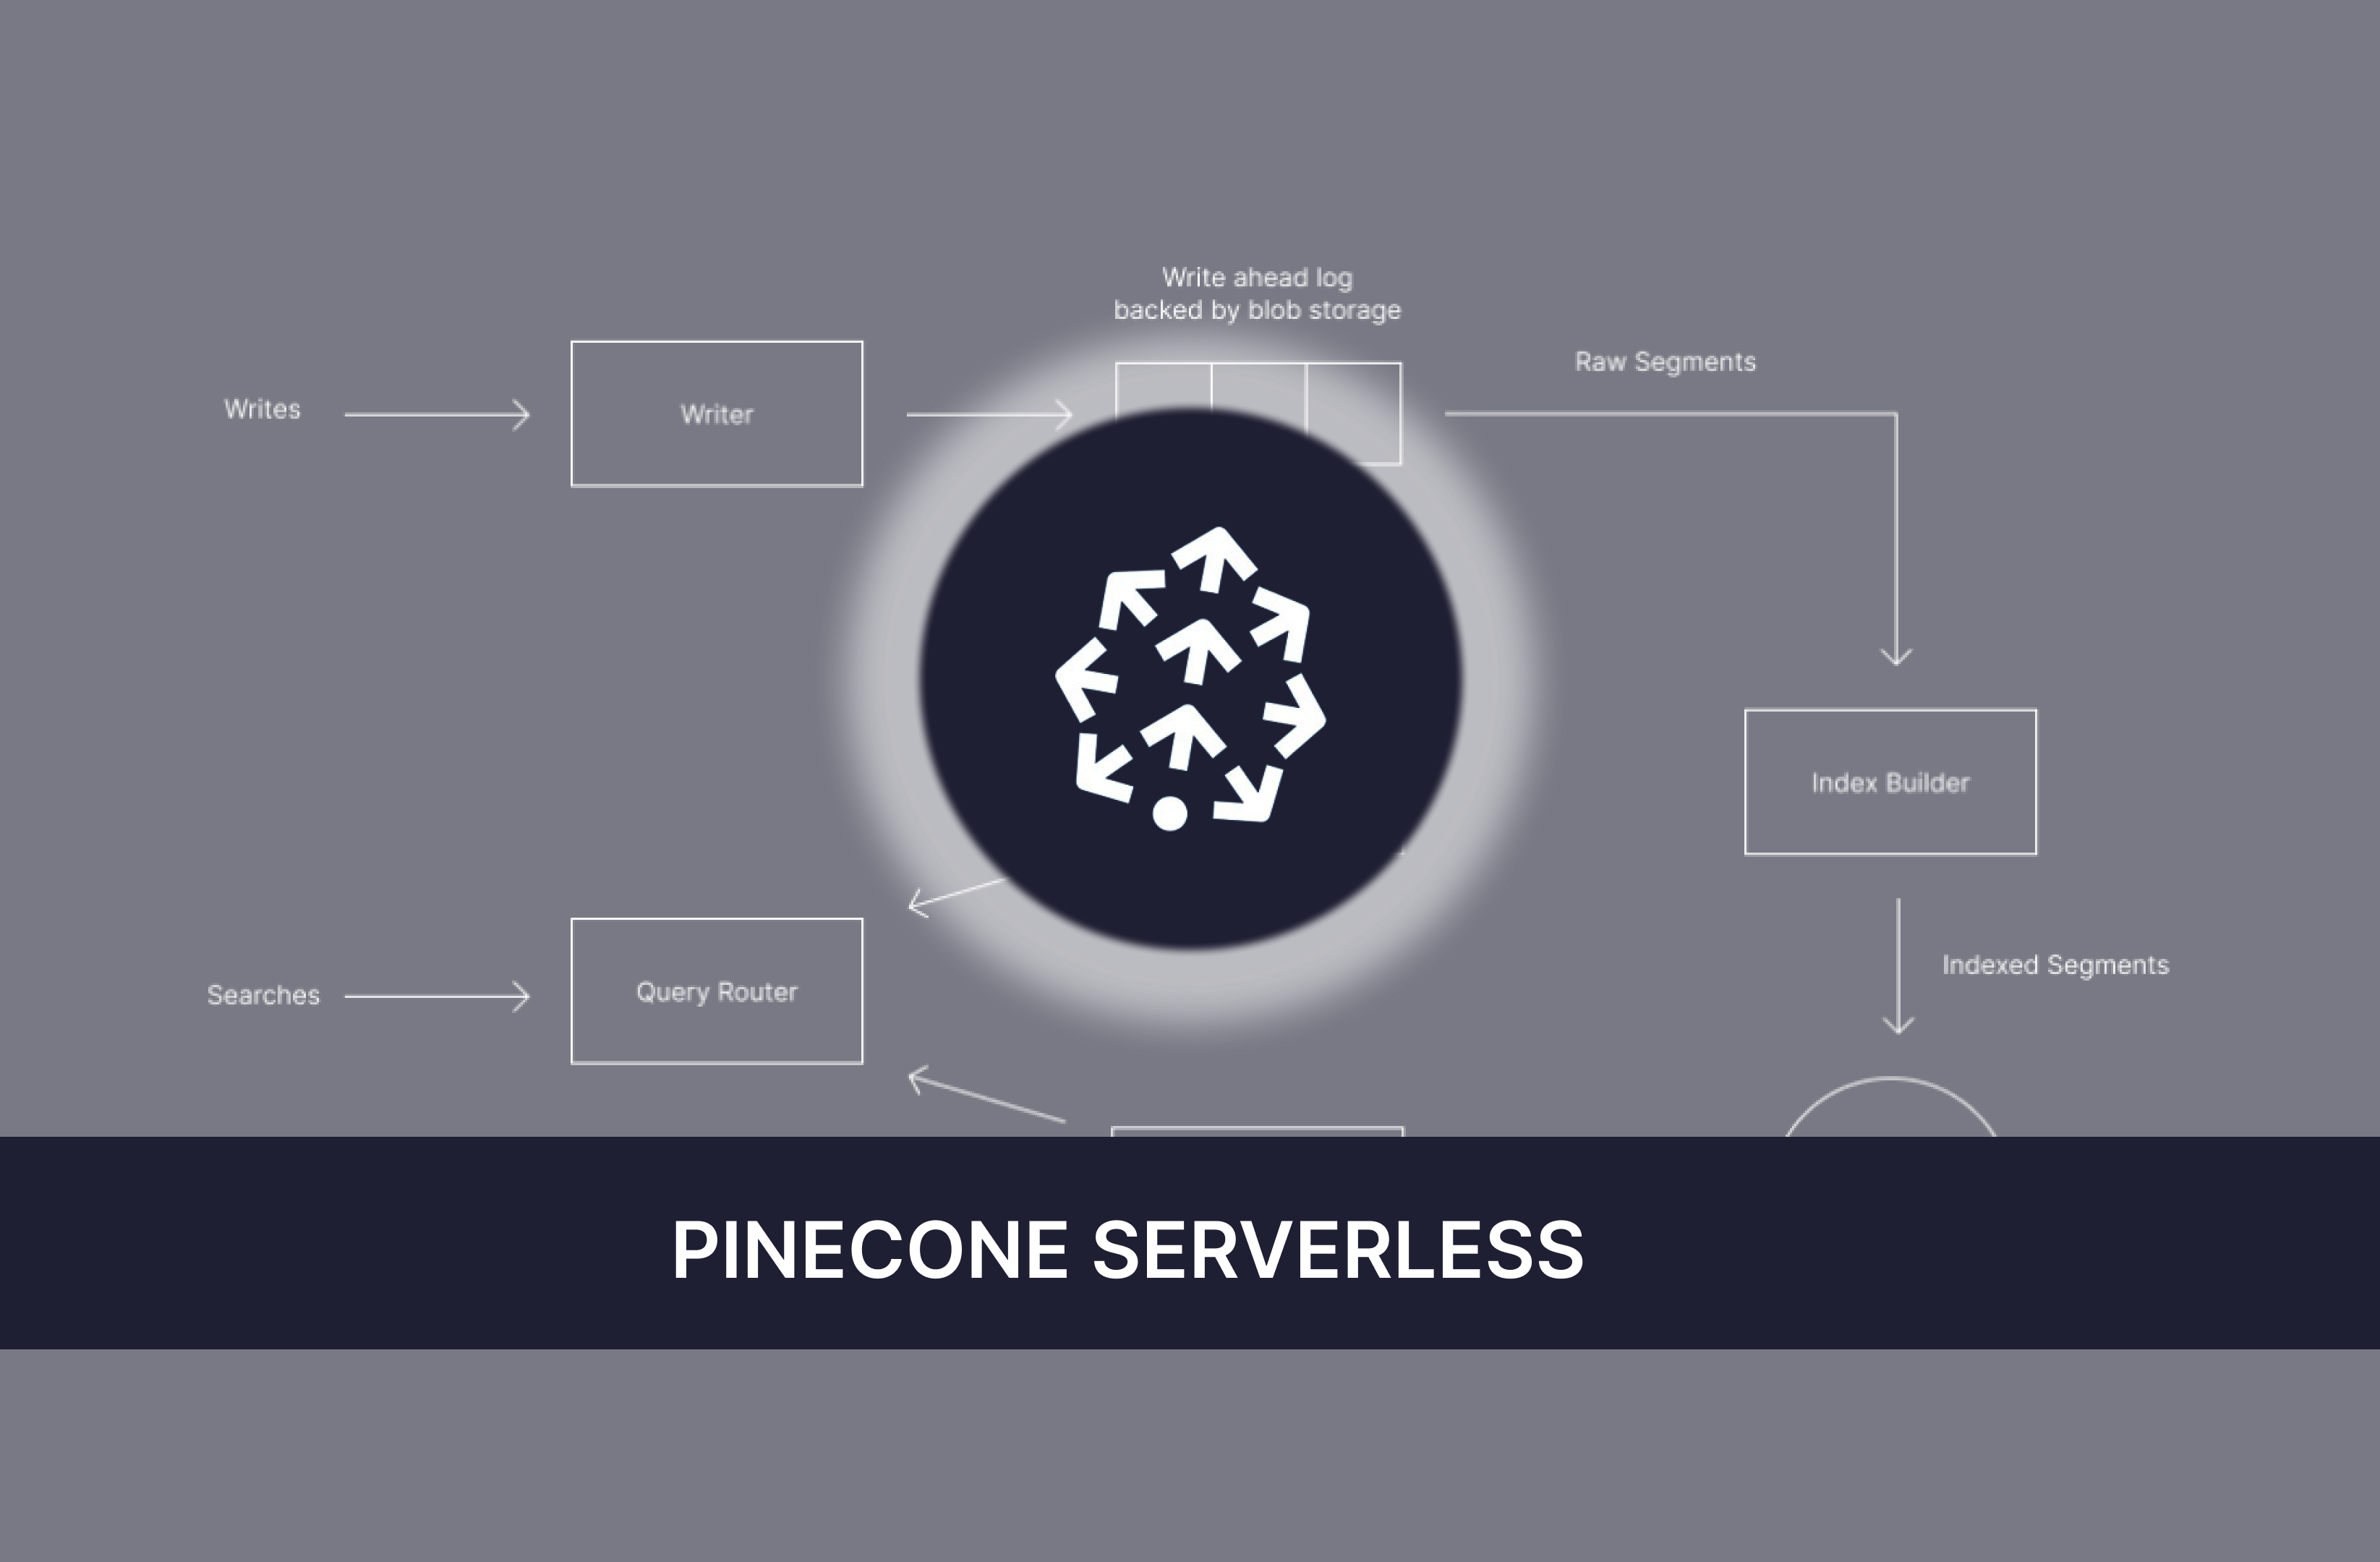 Write ahead log
backed by blob storage
Raw Segments
Writes
Writer
Index Builder
Indexed Segments
Query Router
Searches
PINECONE SERVERLESS